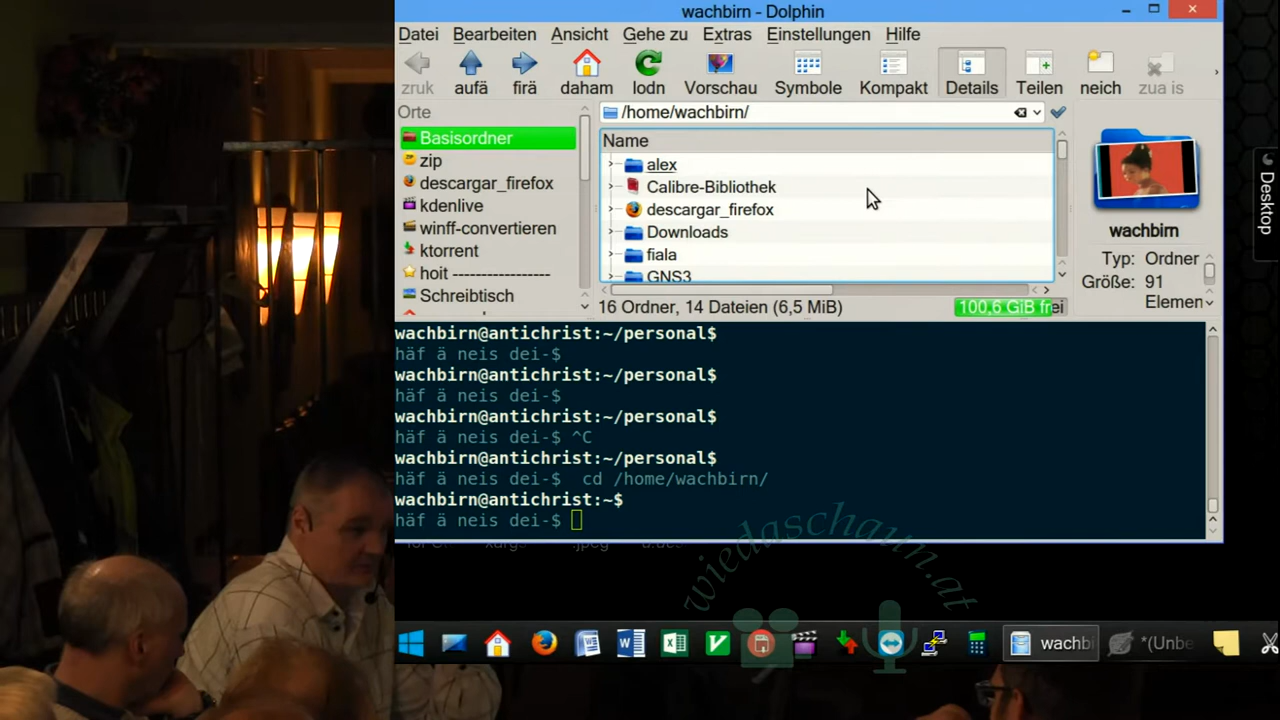 wachbirn - Dolphin
Datei Bearbeiten Ansicht Gehe zu Extras Einstellungen Hilfe
zruk aufä firä daham lodn Vorschau Symbole Kompakt Details Teilen neich zua is
Orte
Basisordner
zip
descargar_firefox
kdenlive
winff-convertieren
ktorrent
hoit -----------------
Schreibtisch
/home/wachbirn/
Name
alex
Calibre-Bibliothek
descargar_firefox
Downloads
fiala
GNS3
16 Ordner, 14 Dateien (6,5 MiB)
100,6 GiB frei
wachbirn
Typ: Ordner
Größe: 91
Elemen
Desktop
wachbirn@antichrist:~/personal$
häf ä neis dei-$
wachbirn@antichrist:~/personal$
häf ä neis dei-$
wachbirn@antichrist:~/personal$
häf ä neis dei-$ ^C
wachbirn@antichrist:~/personal$
häf ä neis dei-$ cd /home/wachbirn/
wachbirn@antichrist:~$
häf ä neis dei-$
.jpeg
wiedaschaun.at
wachbi
*(Unbe